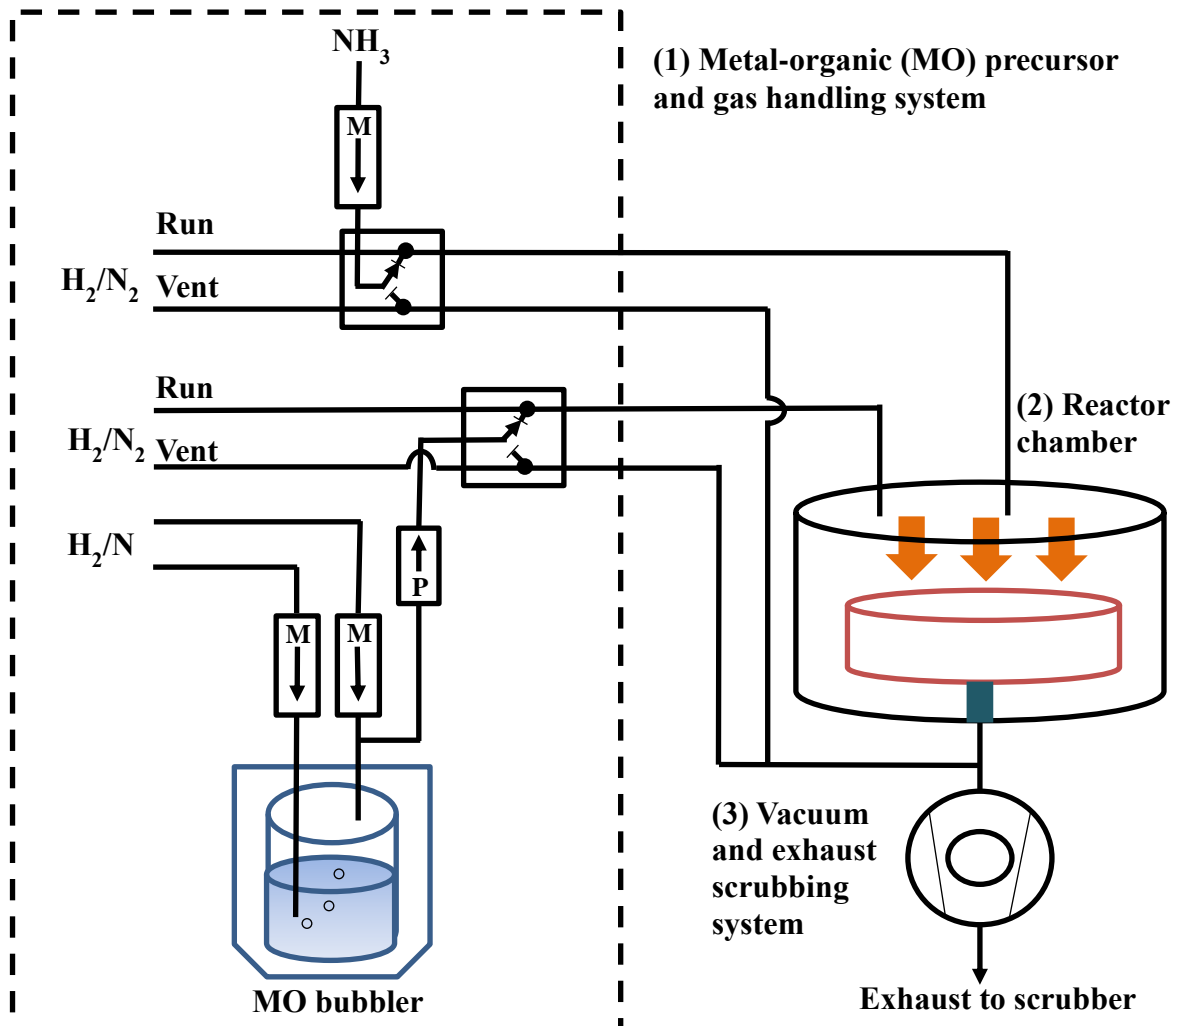 NH3
(1) Metal-organic (MO) precursor
and gas handling system
M
Run
H2/N2
Vent
Run
H2/N2
Vent
(2) Reactor
chamber
H2/N
P
M
M
(3) Vacuum
and exhaust
scrubbing
system
MO bubbler
Exhaust to scrubber